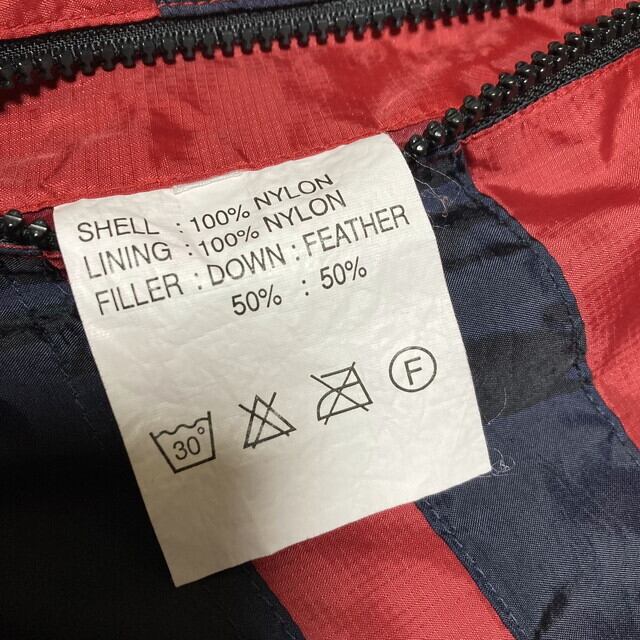 SHELL : 100% NYLON
LINING : 100% NYLON
FILLER : DOWN : FEATHER
50% : 50%
30°
F